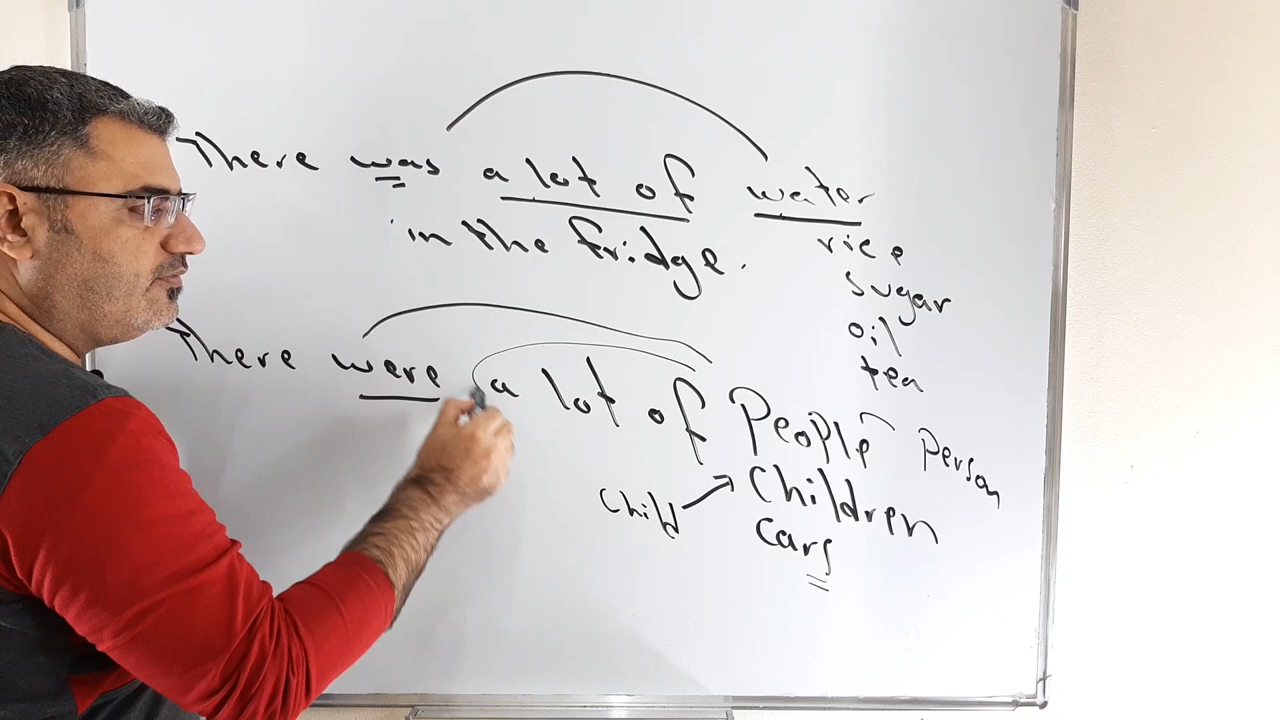 There was a lot of water
in the fridge.
rice
sugar
oil
tea
There were a lot of People
Person
Child
Children
Cars